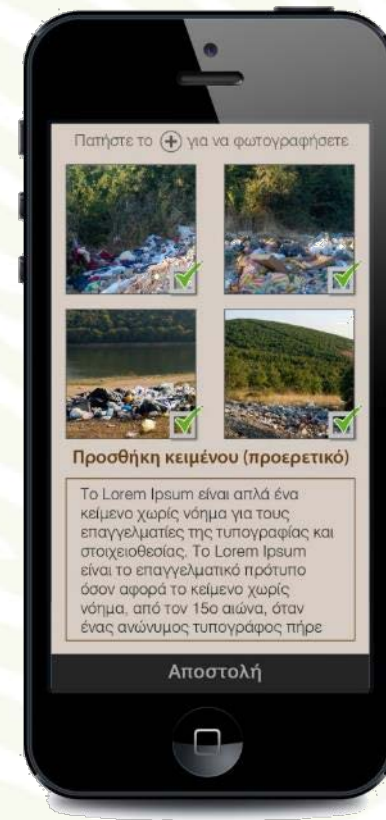 Πατήστε το + για να φωτογραφήσετε
Προσθήκη κειμένου (προερετικό)
Το Lorem Ipsum είναι απλά ένα
κείμενο χωρίς νόημα για τους
επαγγελματίες της τυπογραφίας και
στοιχειοθεσίας. Το Lorem Ipsum
είναι το επαγγελματικό πρότυπο
όσον αφορά το κείμενο χωρίς
νόημα, από τον 15ο αιώνα, όταν
ένας ανώνυμος τυπογράφος πήρε
Αποστολή